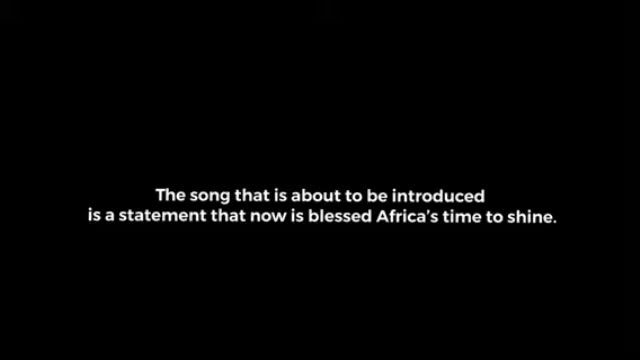 The song that is about to be introduced
is a statement that now is blessed Africa's time to shine.